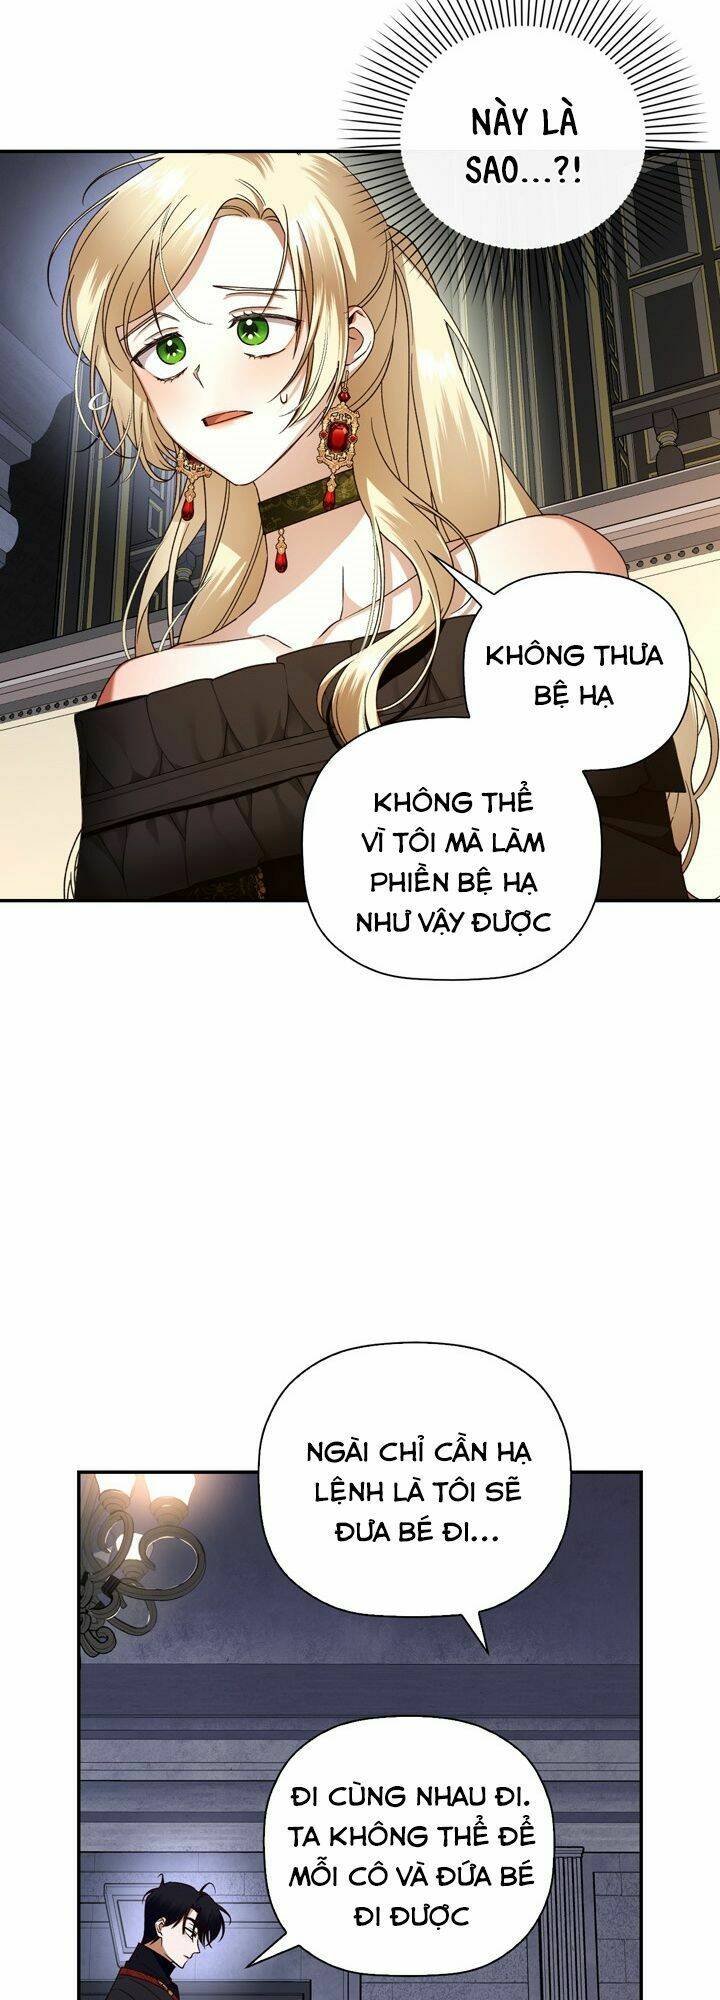 NÀY LÀ
SAO...?!
KHÔNG THƯA
BỆ HẠ
KHÔNG THỂ
VÌ TÔI MÀ LÀM
PHIỀN BỆ HẠ
NHƯ VẬY ĐƯỢC
NGÀI CHỈ CẦN HẠ
LỆNH LÀ TÔI SẼ
ĐƯA BÉ ĐI...
ĐI CÙNG NHAU ĐI.
TA KHÔNG THỂ ĐỂ
MỖI CÔ VÀ ĐỨA BÉ
ĐI ĐƯỢC